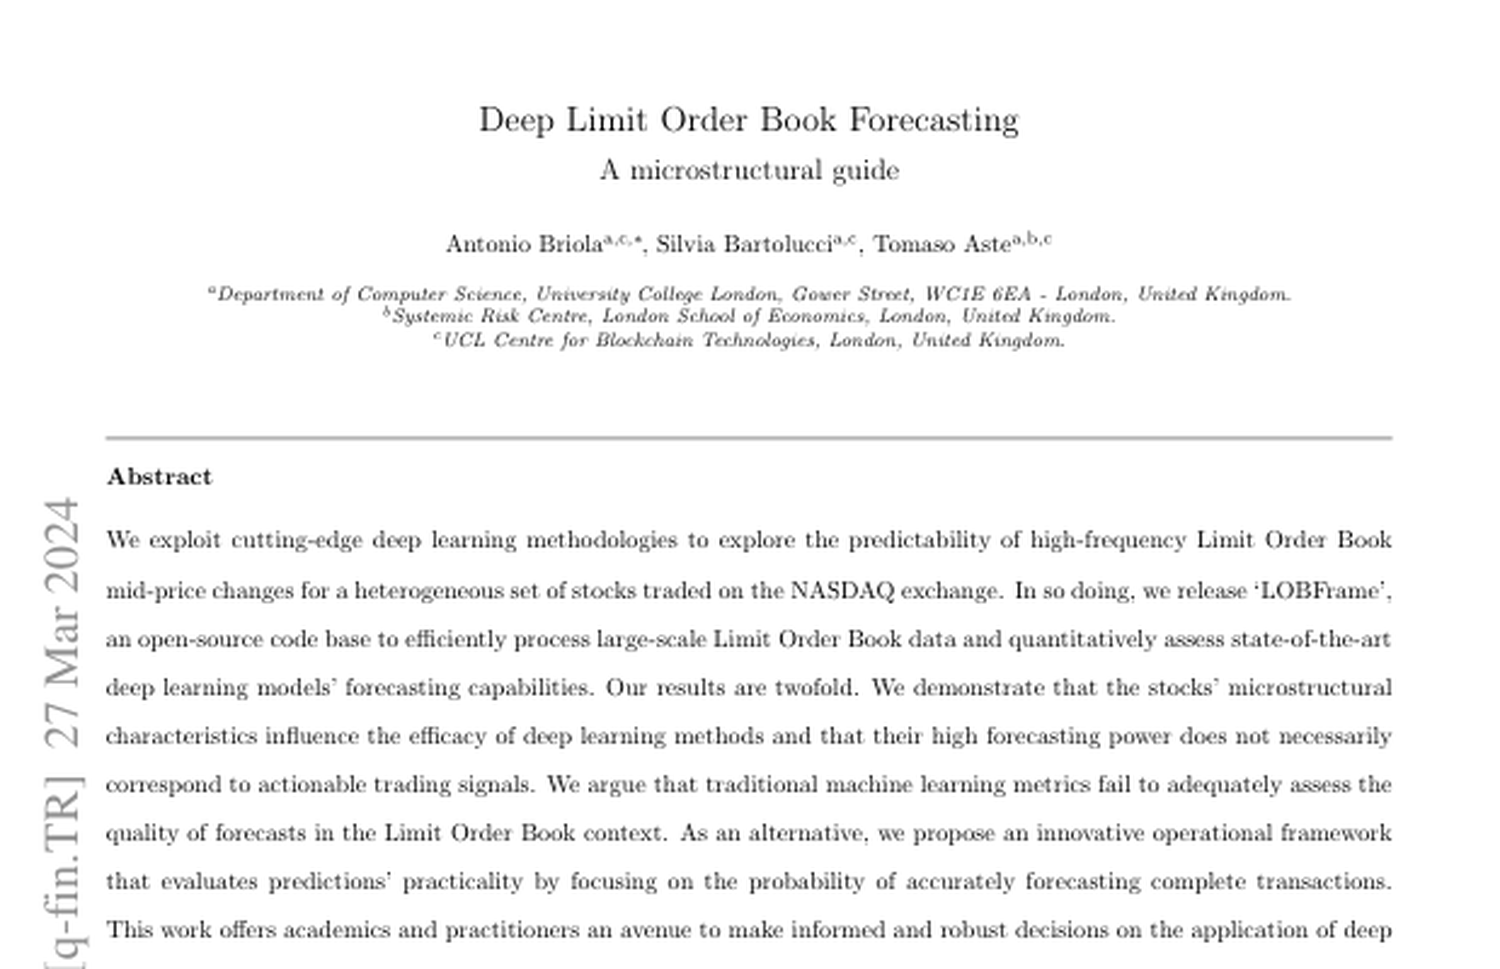 Deep Limit Order Book Forecasting
A microstructural guide
Antonio Briolaa,c,*, Silvia Bartoluccia,c, Tomaso Astea,b,c
aDepartment of Computer Science, University College London, Gower Street, WC1E 6EA - London, United Kingdom.
bSystemic Risk Centre, London School of Economics, London, United Kingdom.
cUCL Centre for Blockchain Technologies, London, United Kingdom.
Abstract
We exploit cutting-edge deep learning methodologies to explore the predictability of high-frequency Limit Order Book
mid-price changes for a heterogeneous set of stocks traded on the NASDAQ exchange. In so doing, we release ‘LOBFrame’,
an open-source code base to efficiently process large-scale Limit Order Book data and quantitatively assess state-of-the-art
deep learning models’ forecasting capabilities. Our results are twofold. We demonstrate that the stocks’ microstructural
characteristics influence the efficacy of deep learning methods and that their high forecasting power does not necessarily
correspond to actionable trading signals. We argue that traditional machine learning metrics fail to adequately assess the
quality of forecasts in the Limit Order Book context. As an alternative, we propose an innovative operational framework
that evaluates predictions’ practicality by focusing on the probability of accurately forecasting complete transactions.
This work offers academics and practitioners an avenue to make informed and robust decisions on the application of deep
[q-fin.TR] 27 Mar 2024